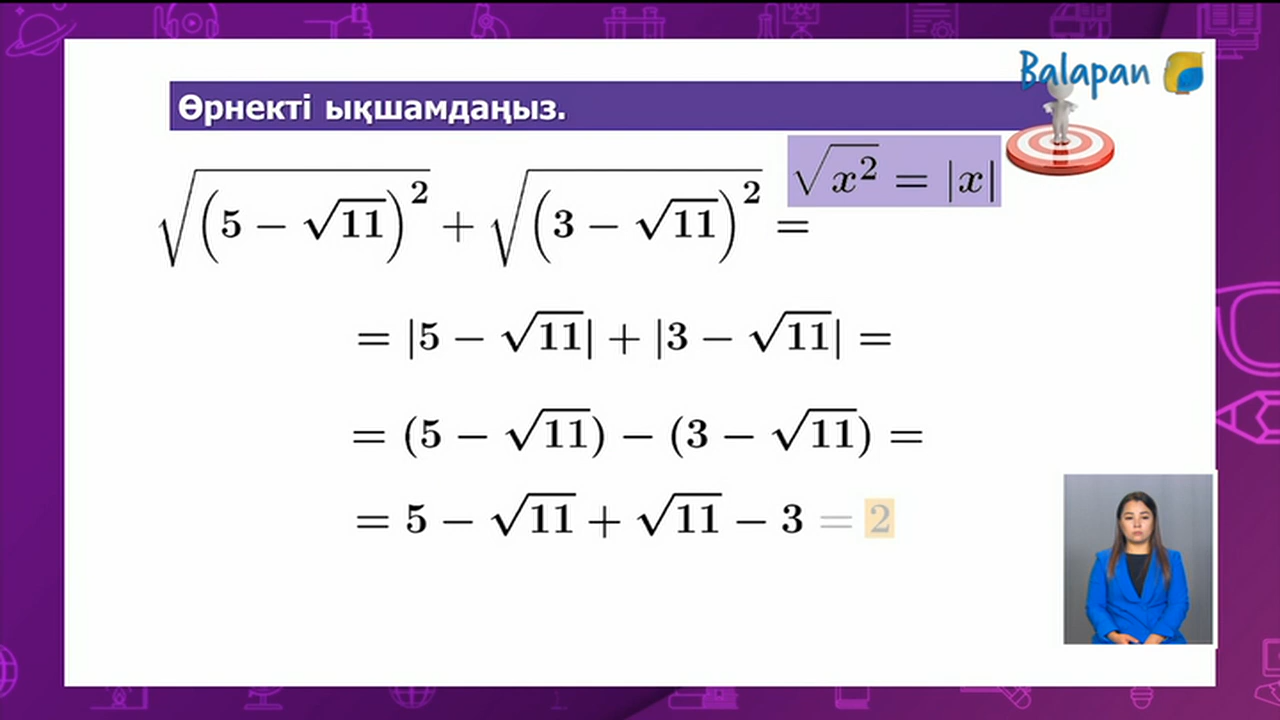 Balapan
Өрнекті ықшамдаңыз.
√x² = |x|
√(5 − √11)² + √(3 − √11)² =
= |5 − √11| + |3 − √11| =
= (5 − √11) − (3 − √11) =
= 5 − √11 + √11 − 3 = 2